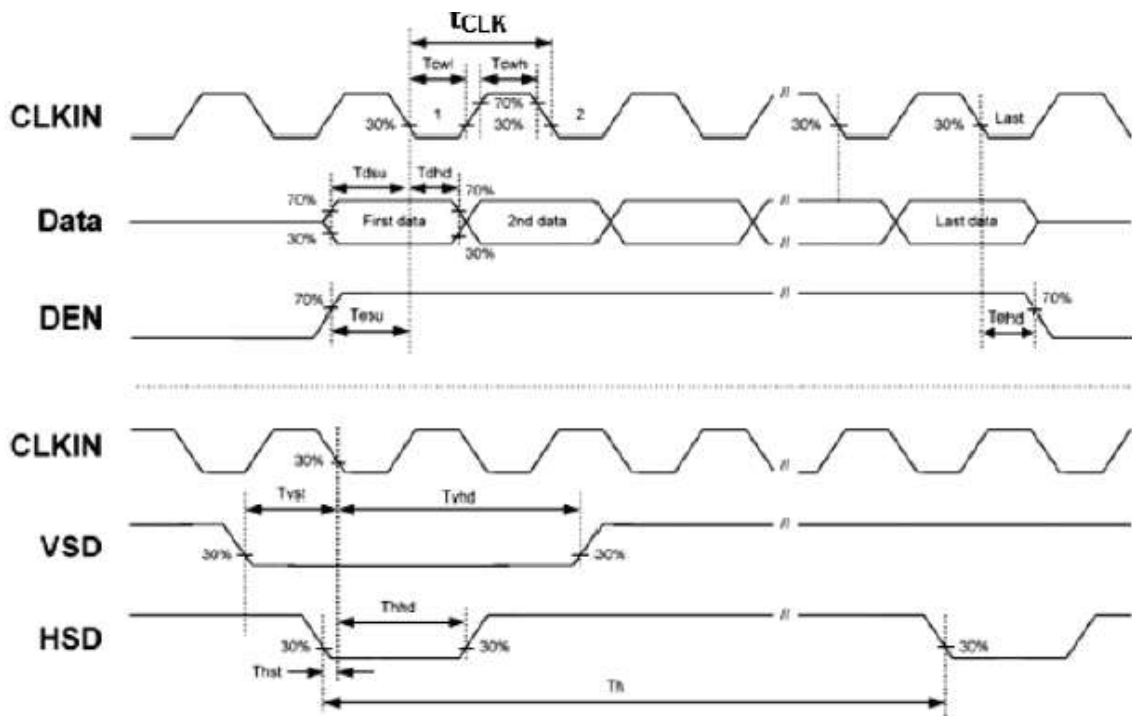 tCLK
Tcwl Tcwh
CLKIN 30% 1 70% 30% 2 30% 30% Last
Tdsu Tdhd
70% 70%
Data First data 2nd data // Last data
30% 30%
DEN 70% Tesu // Tehd 70%
CLKIN 30% //
Tvst Tvhd
VSD 30% 30% //
Thhd
HSD 30% 30% // 30%
Thst
Th